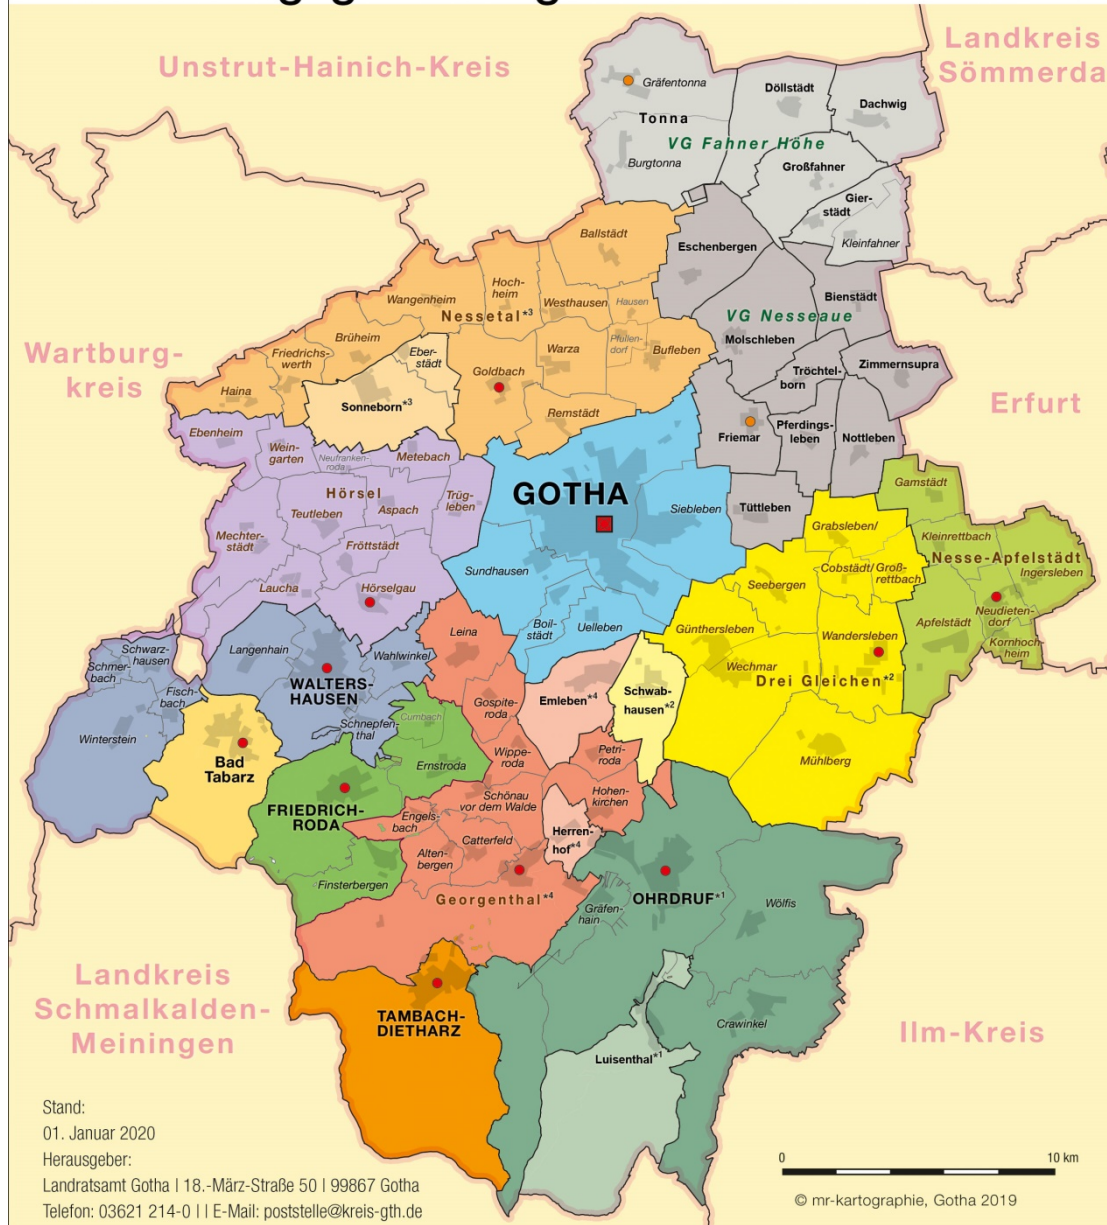 Unstrut-Hainich-Kreis
Landkreis
Sömmerda
Gräfentonna
Döllstädt
Dachwig
Tonna
VG Fahner Höhe
Burgtonna
Großfahner
Gier-
städt
Kleinfahner
Ballstädt
Eschenbergen
Hoch-
heim
Wangenheim
Westhausen
Hausen
Bienstädt
Nessetal*3
VG Nesseaue
Brüheim
Molschleben
Wartburg-
kreis
Friedrichs-
werth
Eber-
städt
Warza
Pfullen-
dorf
Bufleben
Zimmernsupra
Goldbach
Tröchtel-
born
Haina
Sonneborn*3
Remstädt
Erfurt
Ebenheim
Friemar
Pferdings-
leben
Nottleben
Wein-
garten
Neufranken-
roda
Metebach
Hörsel
Trüg-
leben
GOTHA
Gamstädt
Teutleben
Aspach
Siebleben
Tüttleben
Mechter-
städt
Grabsleben/
Kleinrettbach
Fröttstädt
Nesse-Apfelstädt
Sundhausen
Cobstädt/
Groß-
rettbach
Ingersleben
Laucha
Hörselgau
Seebergen
Neudieten-
dorf
Boil-
städt
Uelleben
Günthersleben
Wandersleben
Apfelstädt
Kornhoch
heim
Leina
Schwarz-
hausen
Langenhain
Wahlwinkel
Schmer-
bach
Wechmar
WALTERS-
HAUSEN
Drei Gleichen*2
Fisch-
bach
Emleben*4
Schwab-
hausen*2
Gospite-
roda
Cumbach
Schnepfen-
thal
Winterstein
Bad
Tabarz
Ernstroda
Wippe-
roda
Petri-
roda
Mühlberg
Schönau
vor dem Walde
Hohen-
kirchen
FRIEDRICH-
RODA
Engels-
bach
Herren-
hof*4
Catterfeld
Alten-
bergen
Finsterbergen
Georgenthal*4
OHRDRUF*1
Wölfis
Gräfen-
hain
Landkreis
Schmalkalden-
Meiningen
TAMBACH-
DIETHARZ
Crawinkel
Ilm-Kreis
Luisenthal*1
Stand:
01. Januar 2020
Herausgeber:
Landratsamt Gotha I 18.-März-Straße 50 I 99867 Gotha
Telefon: 03621 214-0 I I E-Mail: poststelle@kreis-gth.de
0 10 km
© mr-kartographie, Gotha 2019